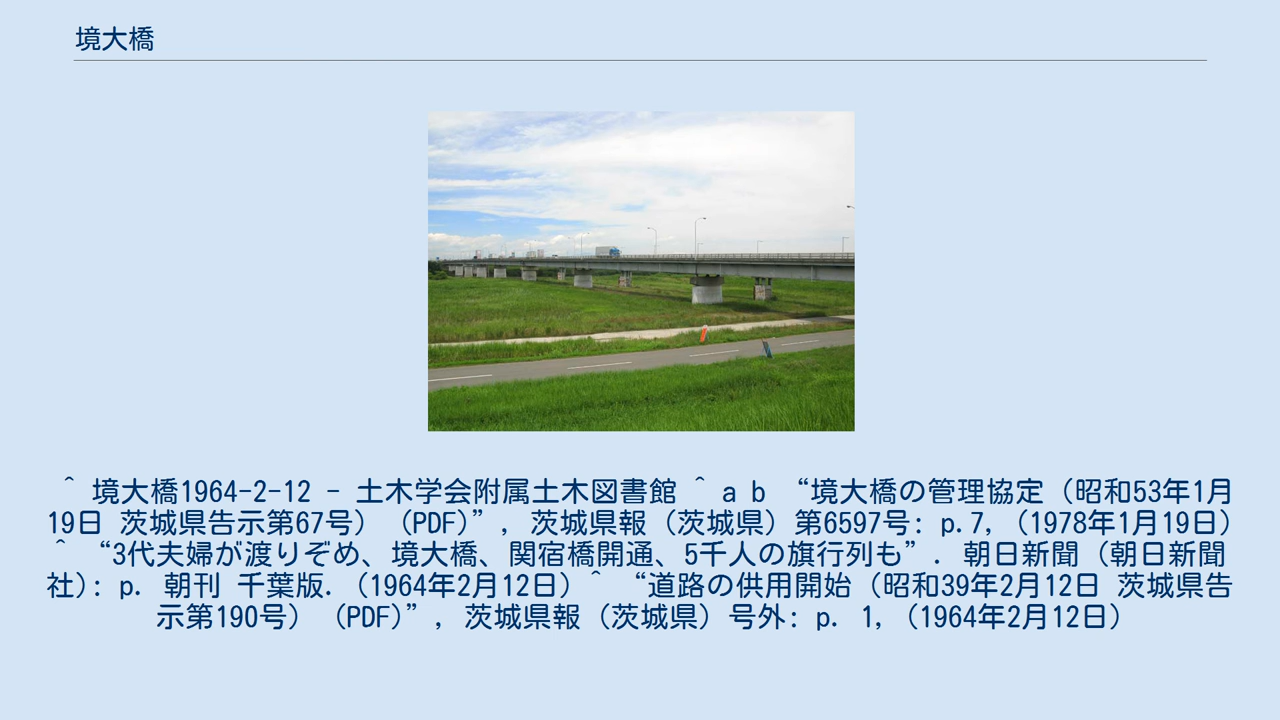 境大橋
^ 境大橋1964-2-12 - 土木学会附属土木図書館 ^ a b “境大橋の管理協定（昭和53年1月
19日 茨城県告示第67号）（PDF）”, 茨城県報（茨城県）第6597号: p.7,（1978年1月19日）
^ “3代夫婦が渡りぞめ、境大橋、関宿橋開通、5千人の旗行列も”. 朝日新聞（朝日新聞
社）: p. 朝刊 千葉版.（1964年2月12日）^ “道路の供用開始（昭和39年2月12日 茨城県告
示第190号）（PDF）”, 茨城県報（茨城県）号外: p. 1,（1964年2月12日）